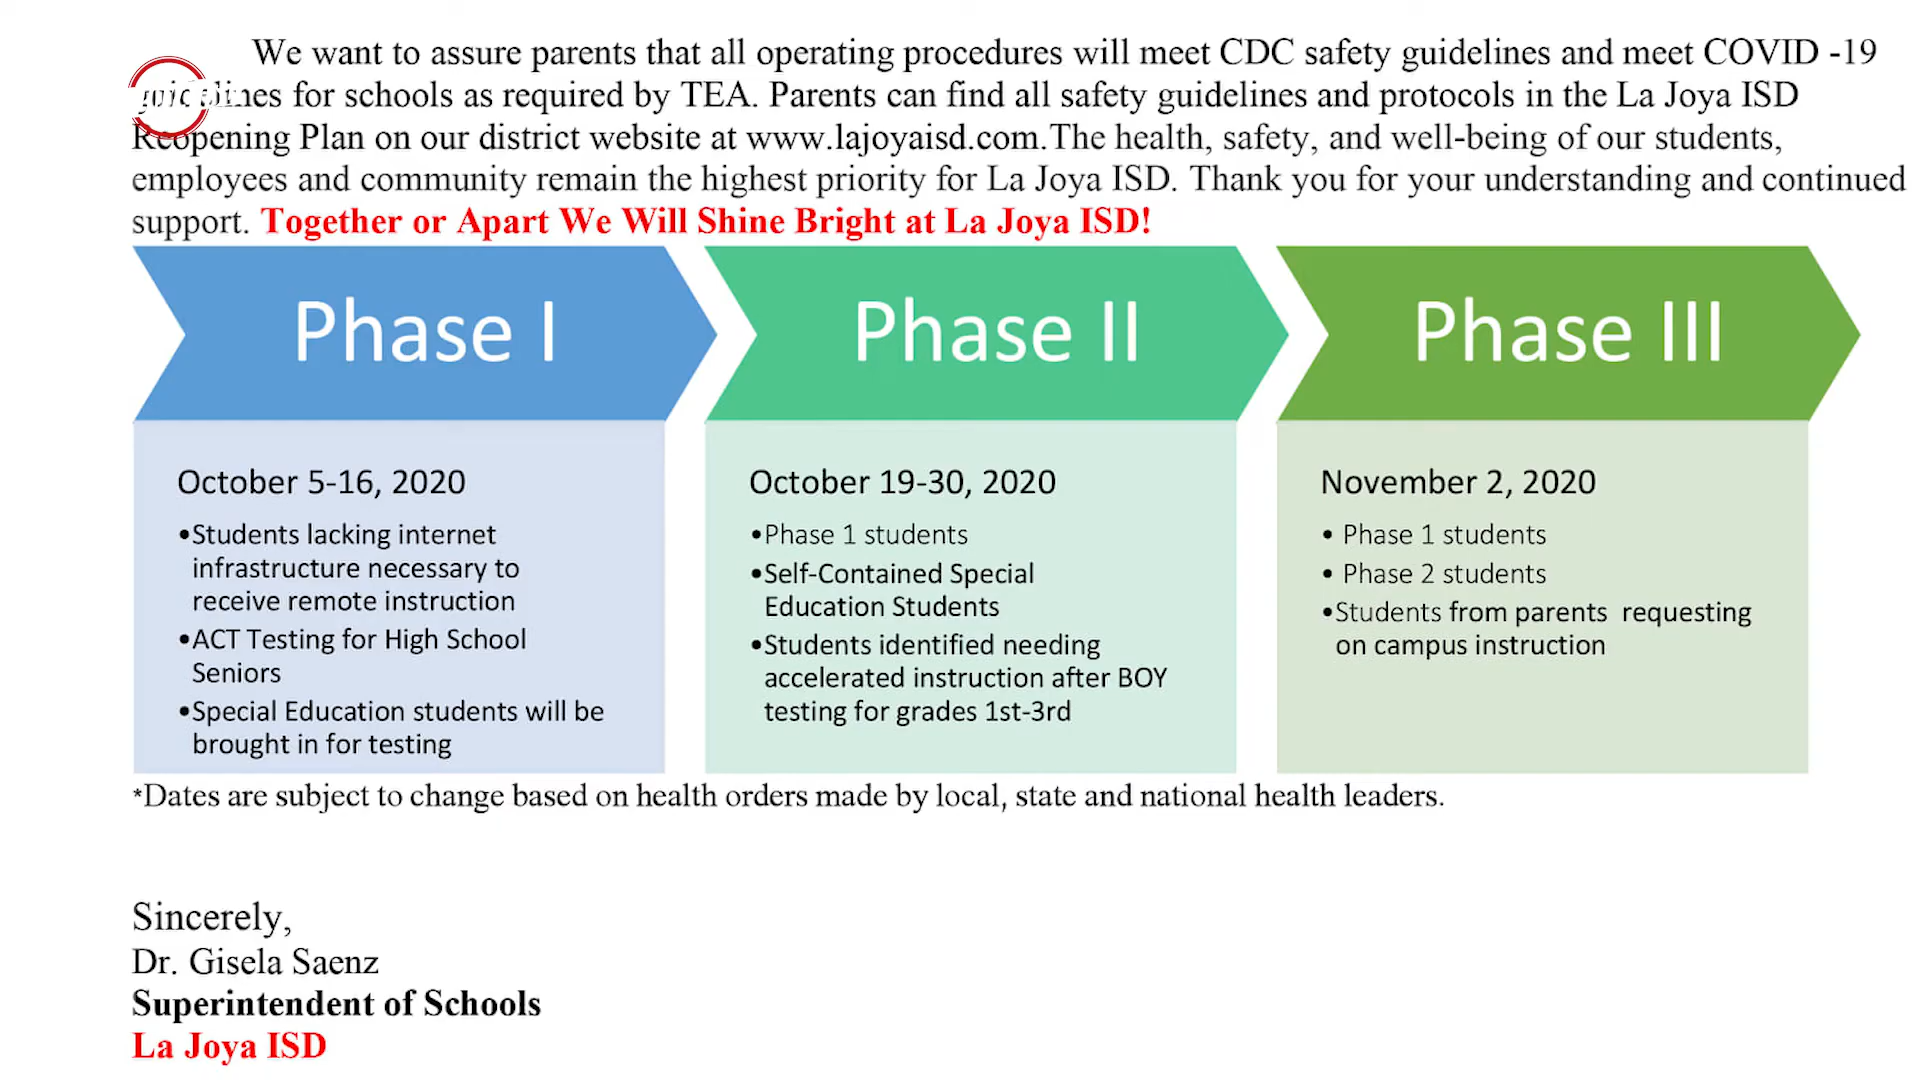 We want to assure parents that all operating procedures will meet CDC safety guidelines and meet COVID -19
guidelines for schools as required by TEA. Parents can find all safety guidelines and protocols in the La Joya ISD
Reopening Plan on our district website at www.lajoyaisd.com.The health, safety, and well-being of our students,
employees and community remain the highest priority for La Joya ISD. Thank you for your understanding and continued
support. Together or Apart We Will Shine Bright at La Joya ISD!
Phase I
October 5-16, 2020
•Students lacking internet
infrastructure necessary to
receive remote instruction
•ACT Testing for High School
Seniors
•Special Education students will be
brought in for testing
Phase II
October 19-30, 2020
•Phase 1 students
•Self-Contained Special
Education Students
•Students identified needing
accelerated instruction after BOY
testing for grades 1st-3rd
Phase III
November 2, 2020
• Phase 1 students
• Phase 2 students
•Students from parents requesting
on campus instruction
*Dates are subject to change based on health orders made by local, state and national health leaders.
Sincerely,
Dr. Gisela Saenz
Superintendent of Schools
La Joya ISD